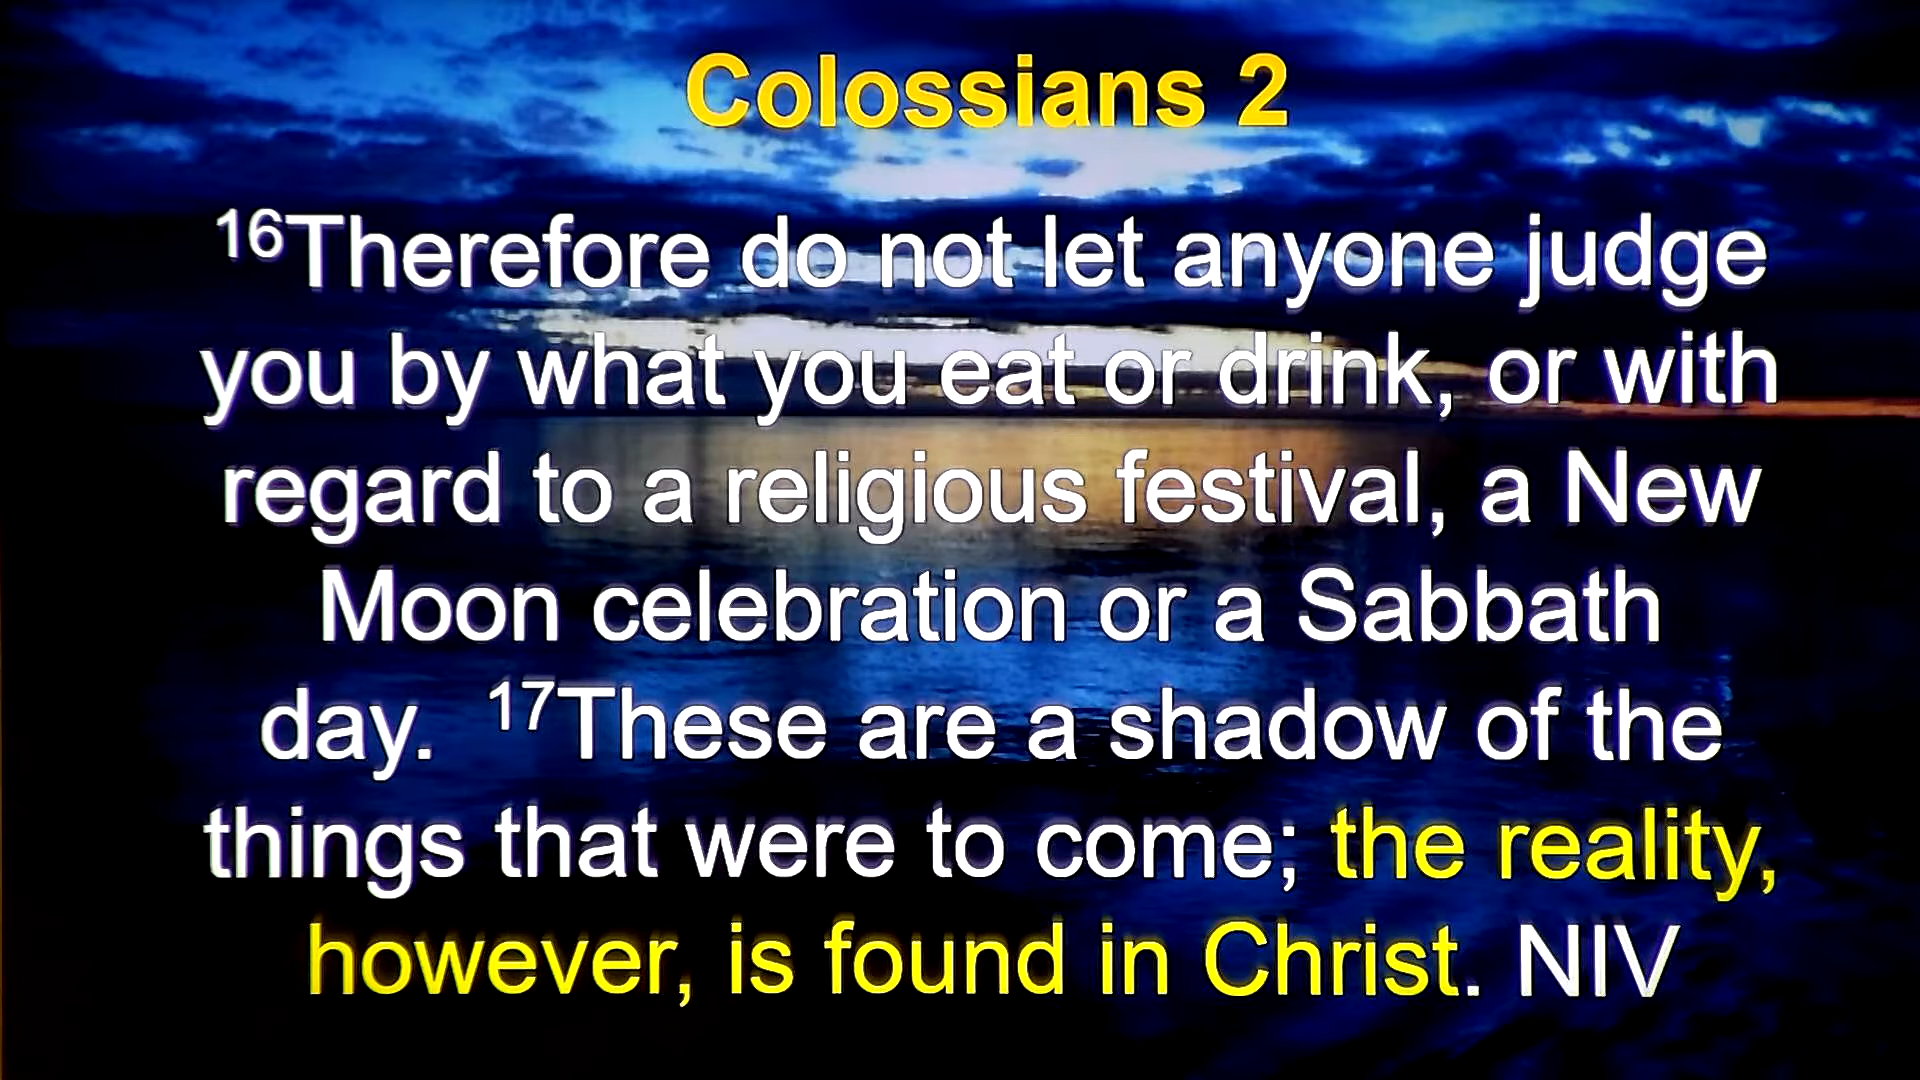 Colossians 2
16Therefore do not let anyone judge
you by what you eat or drink, or with
regard to a religious festival, a New
Moon celebration or a Sabbath
day. 17These are a shadow of the
things that were to come; the reality,
however, is found in Christ. NIV